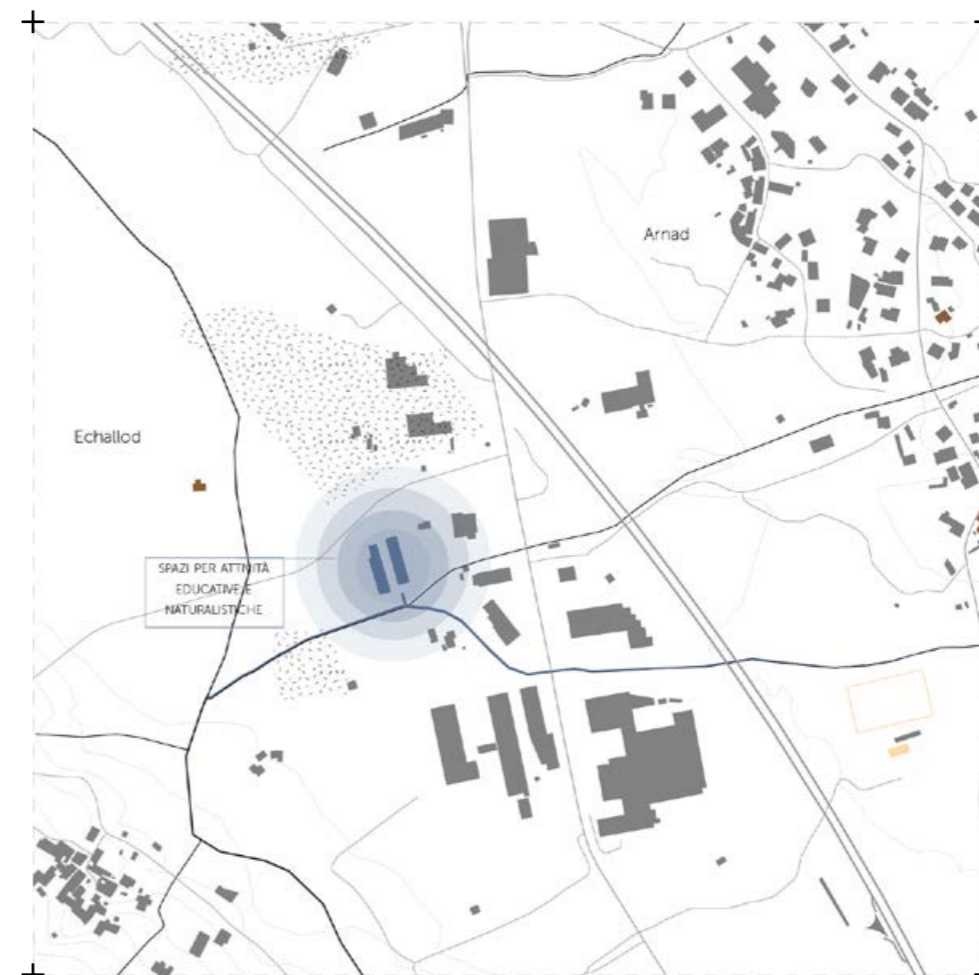 Arnad
Echallod
SPAZI PER ATTIVITÀ
EDUCATIVE E
NATURALISTICHE